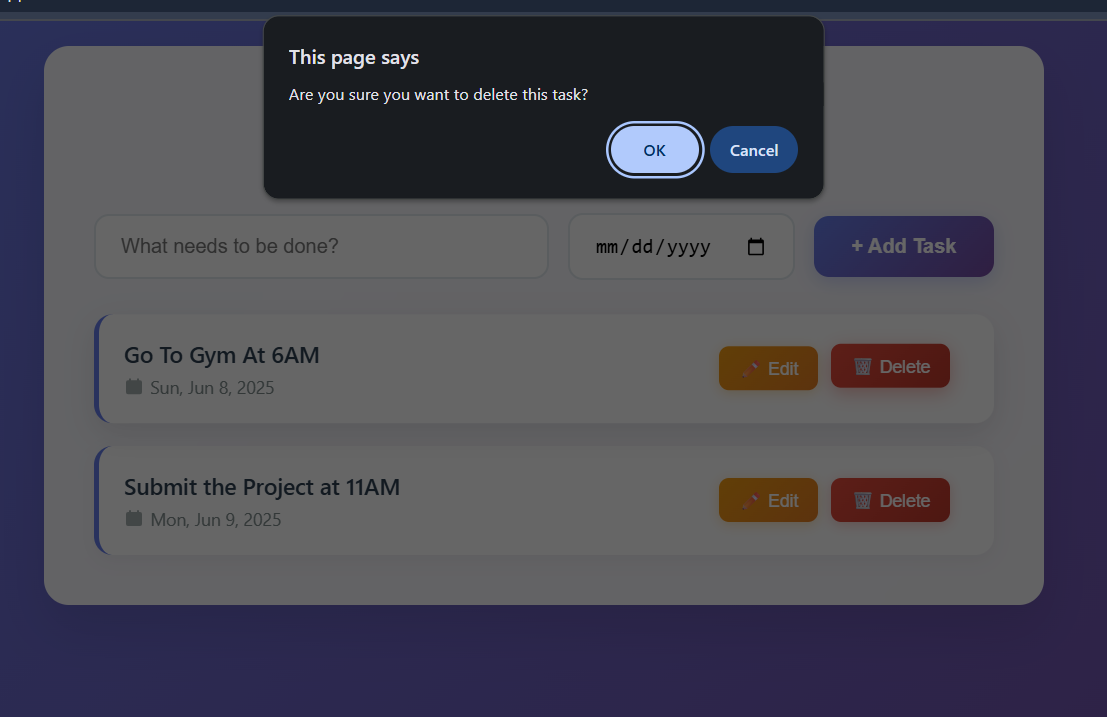 This page says
Are you sure you want to delete this task?
OK
Cancel
What needs to be done?
mm/dd/yyyy
+ Add Task
Go To Gym At 6AM
Sun, Jun 8, 2025
Edit
Delete
Submit the Project at 11AM
Mon, Jun 9, 2025
Edit
Delete